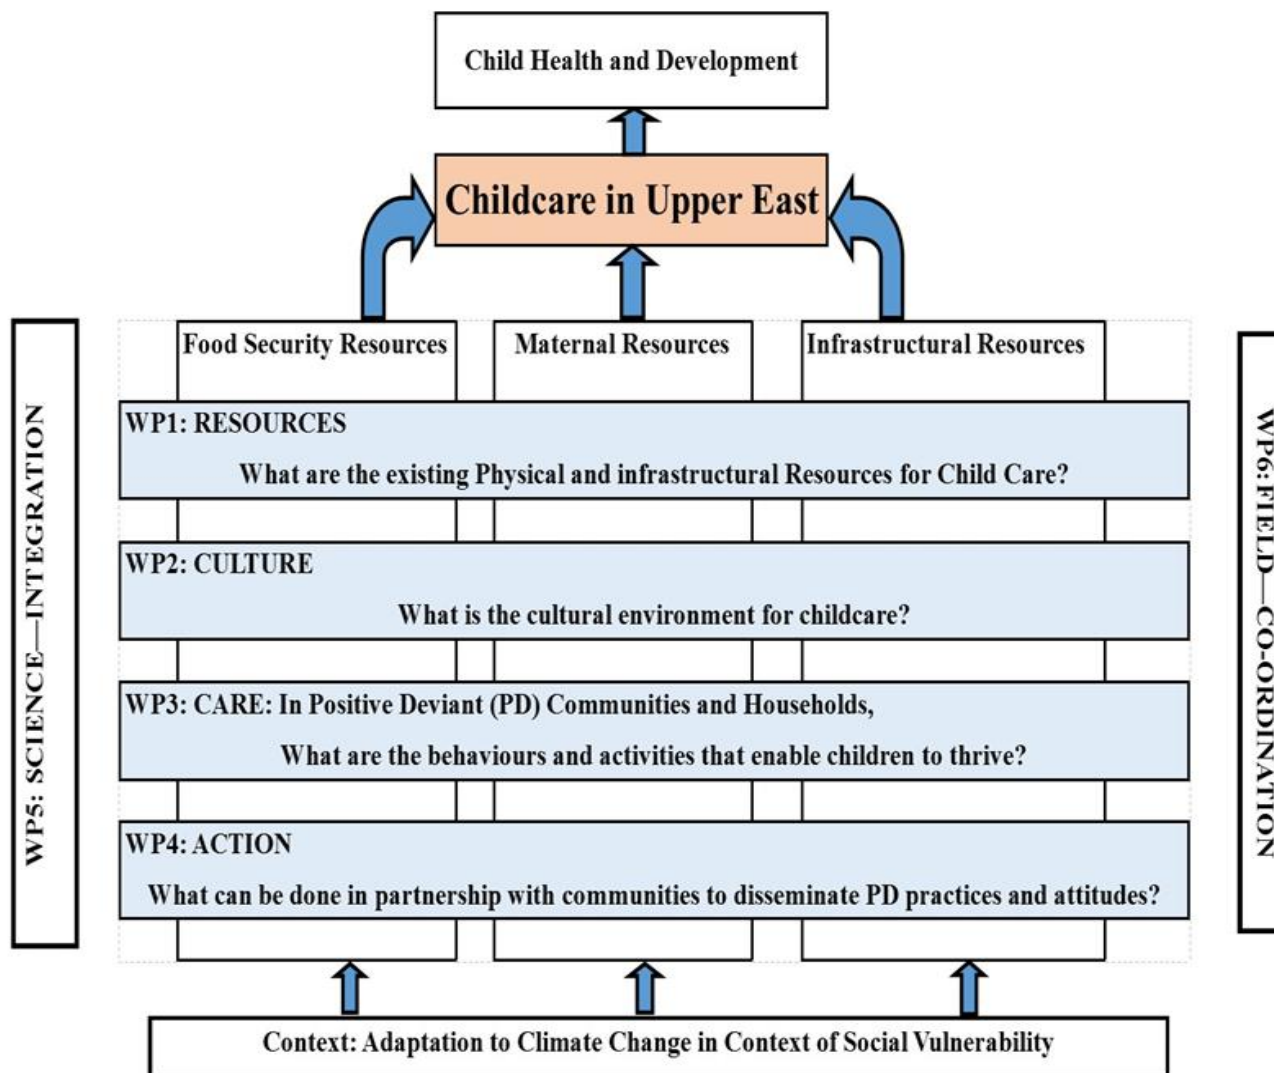 Child Health and Development
Childcare in Upper East
Food Security Resources
Maternal Resources
Infrastructural Resources
WP1: RESOURCES
What are the existing Physical and infrastructural Resources for Child Care?
WP2: CULTURE
What is the cultural environment for childcare?
WP3: CARE: In Positive Deviant (PD) Communities and Households,
What are the behaviours and activities that enable children to thrive?
WP4: ACTION
What can be done in partnership with communities to disseminate PD practices and attitudes?
WP5: SCIENCE—INTEGRATION
WP6:FIELD—CO-ORDINATION
Context: Adaptation to Climate Change in Context of Social Vulnerability